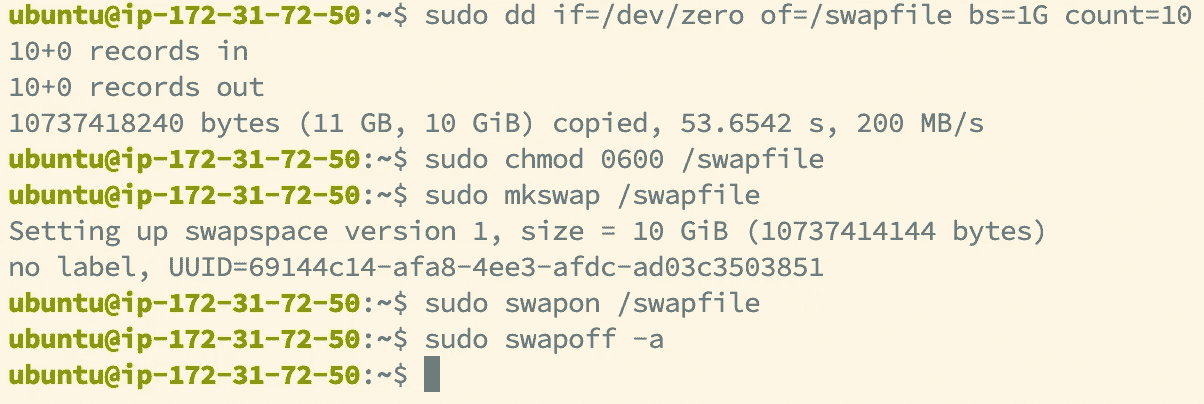 ubuntu@ip-172-31-72-50:~$ sudo dd if=/dev/zero of=/swapfile bs=1G count=10
10+0 records in
10+0 records out
10737418240 bytes (11 GB, 10 GiB) copied, 53.6542 s, 200 MB/s
ubuntu@ip-172-31-72-50:~$ sudo chmod 0600 /swapfile
ubuntu@ip-172-31-72-50:~$ sudo mkswap /swapfile
Setting up swapspace version 1, size = 10 GiB (10737414144 bytes)
no label, UUID=69144c14-afa8-4ee3-afdc-ad03c3503851
ubuntu@ip-172-31-72-50:~$ sudo swapon /swapfile
ubuntu@ip-172-31-72-50:~$ sudo swapoff -a
ubuntu@ip-172-31-72-50:~$